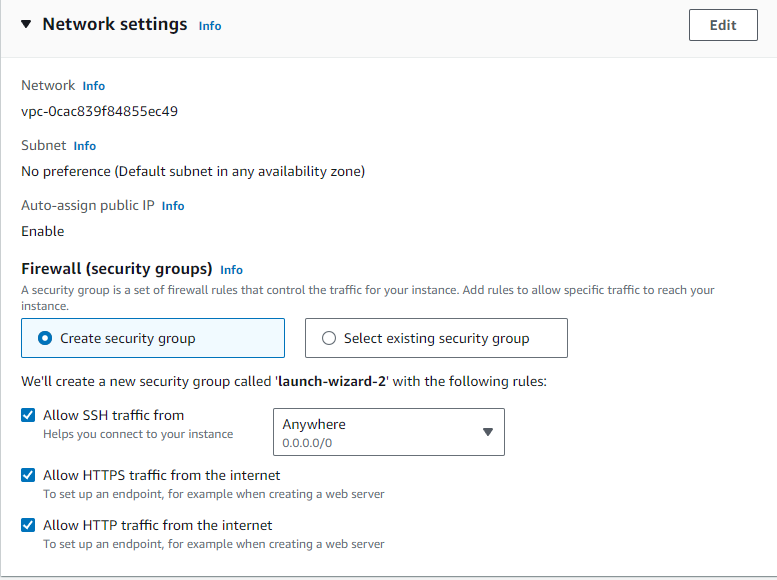 Network settings Info Edit
Network Info
vpc-0cac839f84855ec49
Subnet Info
No preference (Default subnet in any availability zone)
Auto-assign public IP Info
Enable
Firewall (security groups) Info
A security group is a set of firewall rules that control the traffic for your instance. Add rules to allow specific traffic to reach your
instance.
Create security group Select existing security group
We'll create a new security group called 'launch-wizard-2' with the following rules:
Allow SSH traffic from
Helps you connect to your instance
Anywhere
0.0.0.0/0
Allow HTTPS traffic from the internet
To set up an endpoint, for example when creating a web server
Allow HTTP traffic from the internet
To set up an endpoint, for example when creating a web server